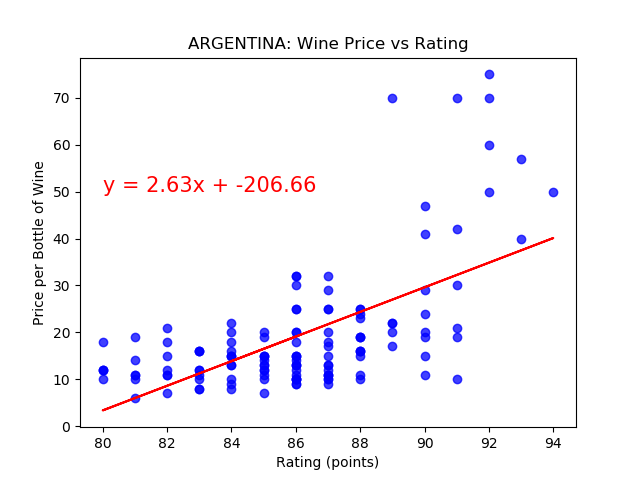 ARGENTINA: Wine Price vs Rating
70
60
50
40
30
20
10
0
Price per Bottle of Wine
y = 2.63x + -206.66
80 82 84 86 88 90 92 94
Rating (points)